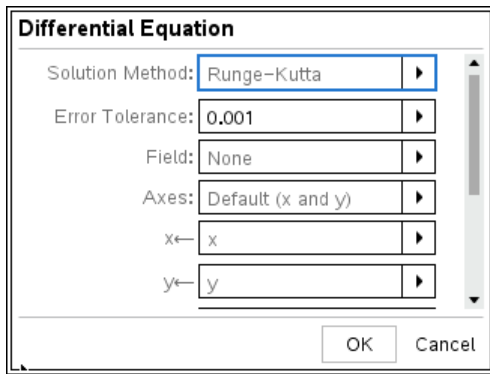 Differential Equation
Solution Method: Runge-Kutta
Error Tolerance: 0.001
Field: None
Axes: Default (x and y)
x← x
y← y
OK Cancel